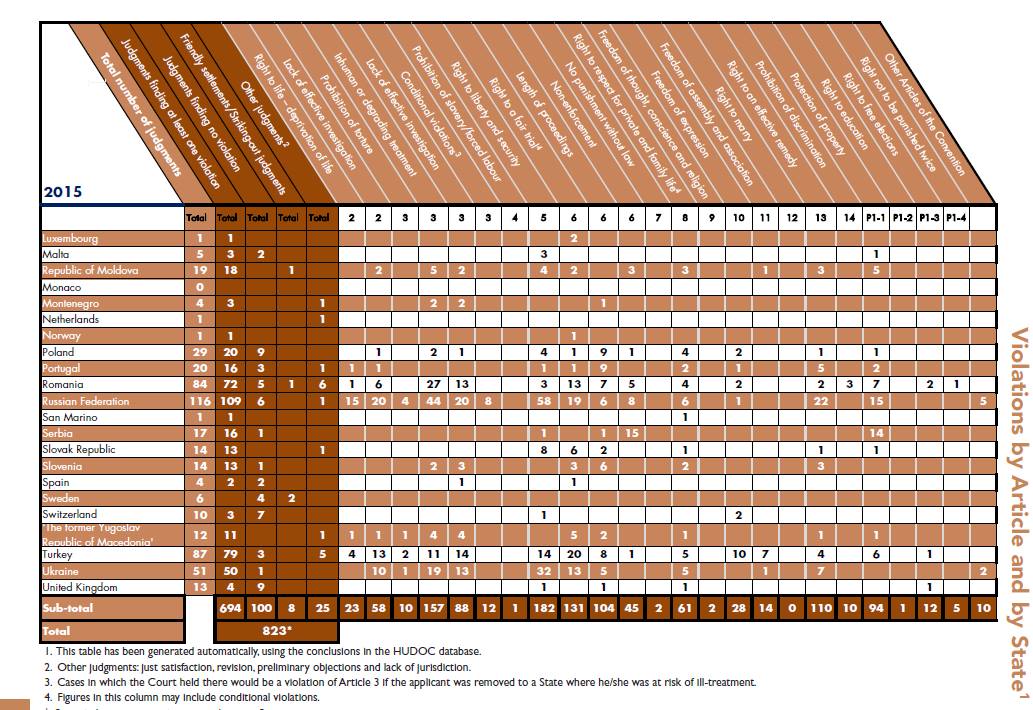 2015
Total number of judgments
Judgments finding at least one violation
Judgments finding no violation
Friendly settlements/Striking-out judgments
Other judgments2
Right to life – deprivation of life
Lack of effective investigation
Prohibition of torture
Inhuman or degrading treatment
Lack of effective investigation
Conditional violations3
Prohibition of slavery/forced labour
Right to liberty and security
Right to a fair trial4
Length of proceedings
Non-enforcement
No punishment without law
Right to respect for private and family life4
Freedom of thought, conscience and religion
Freedom of expression
Freedom of assembly and association
Right to marry
Right to an effective remedy
Prohibition of discrimination
Protection of property
Right to education
Right to free elections
Right not to be punished twice
Other Articles of the Convention
Total Total Total Total Total 2 2 3 3 3 3 4 5 6 6 6 7 8 9 10 11 12 13 14 P1-1 P1-2 P1-3 P1-4
Luxembourg 1 1 2
Malta 5 3 2 3 1
Republic of Moldova 19 18 1 2 5 2 4 2 3 3 1 3 5
Monaco 0
Montenegro 4 3 1 2 2 1
Netherlands 1 1
Norway 1 1 1
Poland 29 20 9 1 2 1 4 1 9 1 4 2 1 1
Portugal 20 16 3 1 1 1 1 1 9 2 1 5 2
Romania 84 72 5 1 6 1 6 27 13 3 13 7 5 4 2 2 3 7 2 1
Russian Federation 116 109 6 1 15 20 4 44 20 8 58 19 6 8 6 1 22 15 5
San Marino 1 1 1
Serbia 17 16 1 1 1 15 14
Slovak Republic 14 13 1 8 6 2 1 1 1
Slovenia 14 13 1 2 3 3 6 2 3
Spain 4 2 2 1 1
Sweden 6 4 2
Switzerland 10 3 7 1 2
'The former Yugoslav
Republic of Macedonia' 12 11 1 1 1 1 4 4 5 2 1 1 1
Turkey 87 79 3 5 4 13 2 11 14 14 20 8 1 5 10 7 4 6 1
Ukraine 51 50 1 10 1 19 13 32 13 5 5 1 7 2
United Kingdom 13 4 9 1 1 1 1
Sub-total 694 100 8 25 23 58 10 157 88 12 1 182 131 104 45 2 61 2 28 14 0 110 10 94 1 12 5 10
Total 823*
1. This table has been generated automatically, using the conclusions in the HUDOC database.
2. Other judgments: just satisfaction, revision, preliminary objections and lack of jurisdiction.
3. Cases in which the Court held there would be a violation of Article 3 if the applicant was removed to a State where he/she was at risk of ill-treatment.
4. Figures in this column may include conditional violations.
Violations by Article and by State1